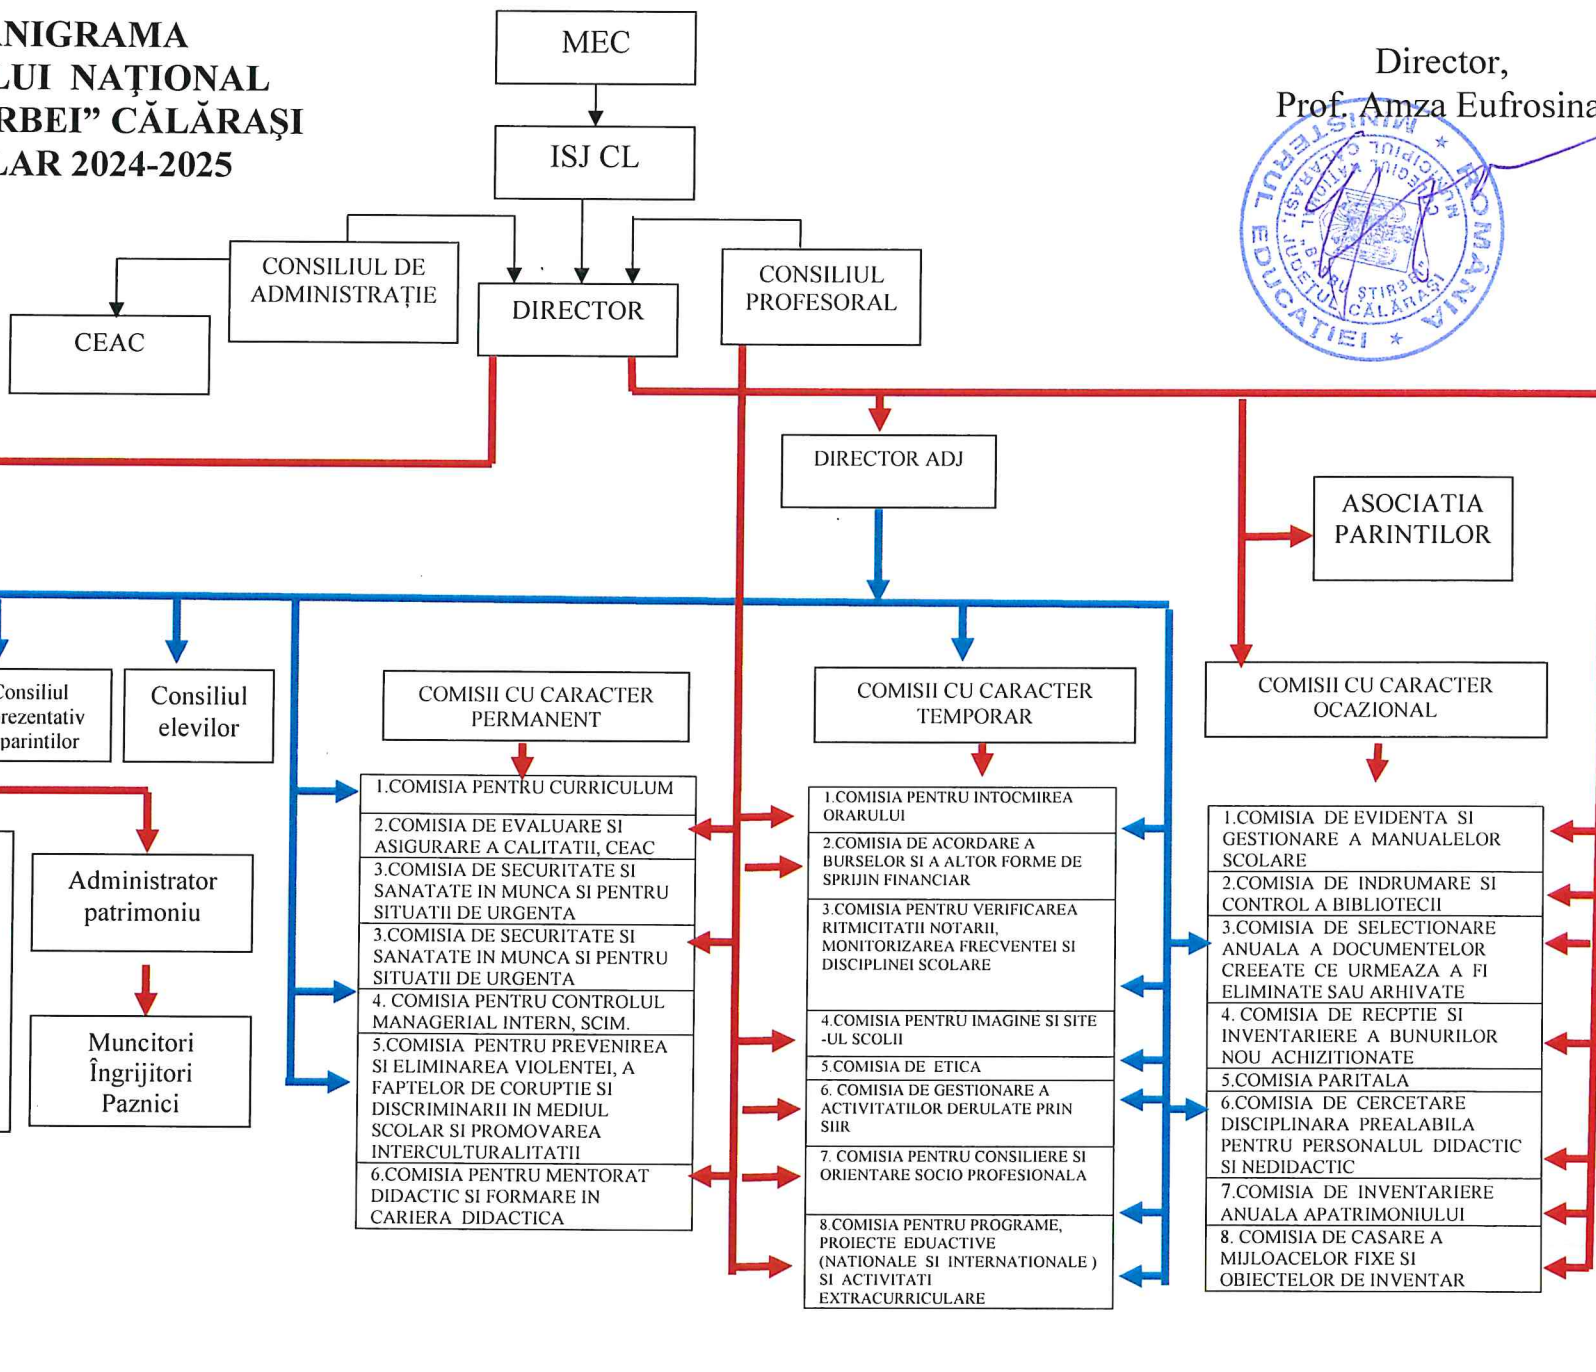 NIGRAMA
LUI NAŢIONAL
RBEI” CĂLĂRAŞI
LAR 2024-2025
MEC
ISJ CL
Director,
Prof. Amza Eufrosina
ROMÂNIA
MINISTERUL EDUCAȚIEI
MUNICIPIUL CĂLĂRAŞI, JUDEŢUL CĂLĂRAŞI
ŞTIRBEI”
CONSILIUL DE
ADMINISTRAŢIE
DIRECTOR
CONSILIUL
PROFESORAL
CEAC
DIRECTOR ADJ
ASOCIATIA
PARINTILOR
Consiliul
rezentativ
parintilor
Consiliul
elevilor
COMISII CU CARACTER
PERMANENT
COMISII CU CARACTER
TEMPORAR
COMISII CU CARACTER
OCAZIONAL
Administrator
patrimoniu
Muncitori
Îngrijitori
Paznici
1.COMISIA PENTRU CURRICULUM
2.COMISIA DE EVALUARE SI
ASIGURARE A CALITATII, CEAC
3.COMISIA DE SECURITATE SI
SANATATE IN MUNCA SI PENTRU
SITUATII DE URGENTA
3.COMISIA DE SECURITATE SI
SANATATE IN MUNCA SI PENTRU
SITUATII DE URGENTA
4. COMISIA PENTRU CONTROLUL
MANAGERIAL INTERN, SCIM.
5.COMISIA PENTRU PREVENIREA
SI ELIMINAREA VIOLENTEI, A
FAPTELOR DE CORUPTIE SI
DISCRIMINARII IN MEDIUL
SCOLAR SI PROMOVAREA
INTERCULTURALITATII
6.COMISIA PENTRU MENTORAT
DIDACTIC SI FORMARE IN
CARIERA DIDACTICA
1.COMISIA PENTRU INTOCMIREA
ORARULUI
2.COMISIA DE ACORDARE A
BURSELOR SI A ALTOR FORME DE
SPRIJIN FINANCIAR
3.COMISIA PENTRU VERIFICAREA
RITMICITATII NOTARII,
MONITORIZAREA FRECVENTEI SI
DISCIPLINEI SCOLARE
4.COMISIA PENTRU IMAGINE SI SITE
-UL SCOLII
5.COMISIA DE ETICA
6. COMISIA DE GESTIONARE A
ACTIVITATILOR DERULATE PRIN
SIIR
7. COMISIA PENTRU CONSILIERE SI
ORIENTARE SOCIO PROFESIONALA
8.COMISIA PENTRU PROGRAME,
PROIECTE EDUACTIVE
(NATIONALE SI INTERNATIONALE )
SI ACTIVITATI
EXTRACURRICULARE
1.COMISIA DE EVIDENTA SI
GESTIONARE A MANUALELOR
SCOLARE
2.COMISIA DE INDRUMARE SI
CONTROL A BIBLIOTECII
3.COMISIA DE SELECTIONARE
ANUALA A DOCUMENTELOR
CREEATE CE URMEAZA A FI
ELIMINATE SAU ARHIVATE
4. COMISIA DE RECPTIE SI
INVENTARIERE A BUNURILOR
NOU ACHIZITIONATE
5.COMISIA PARITALA
6.COMISIA DE CERCETARE
DISCIPLINARA PREALABILA
PENTRU PERSONALUL DIDACTIC
SI NEDIDACTIC
7.COMISIA DE INVENTARIERE
ANUALA APATRIMONIULUI
8. COMISIA DE CASARE A
MIJLOACELOR FIXE SI
OBIECTELOR DE INVENTAR